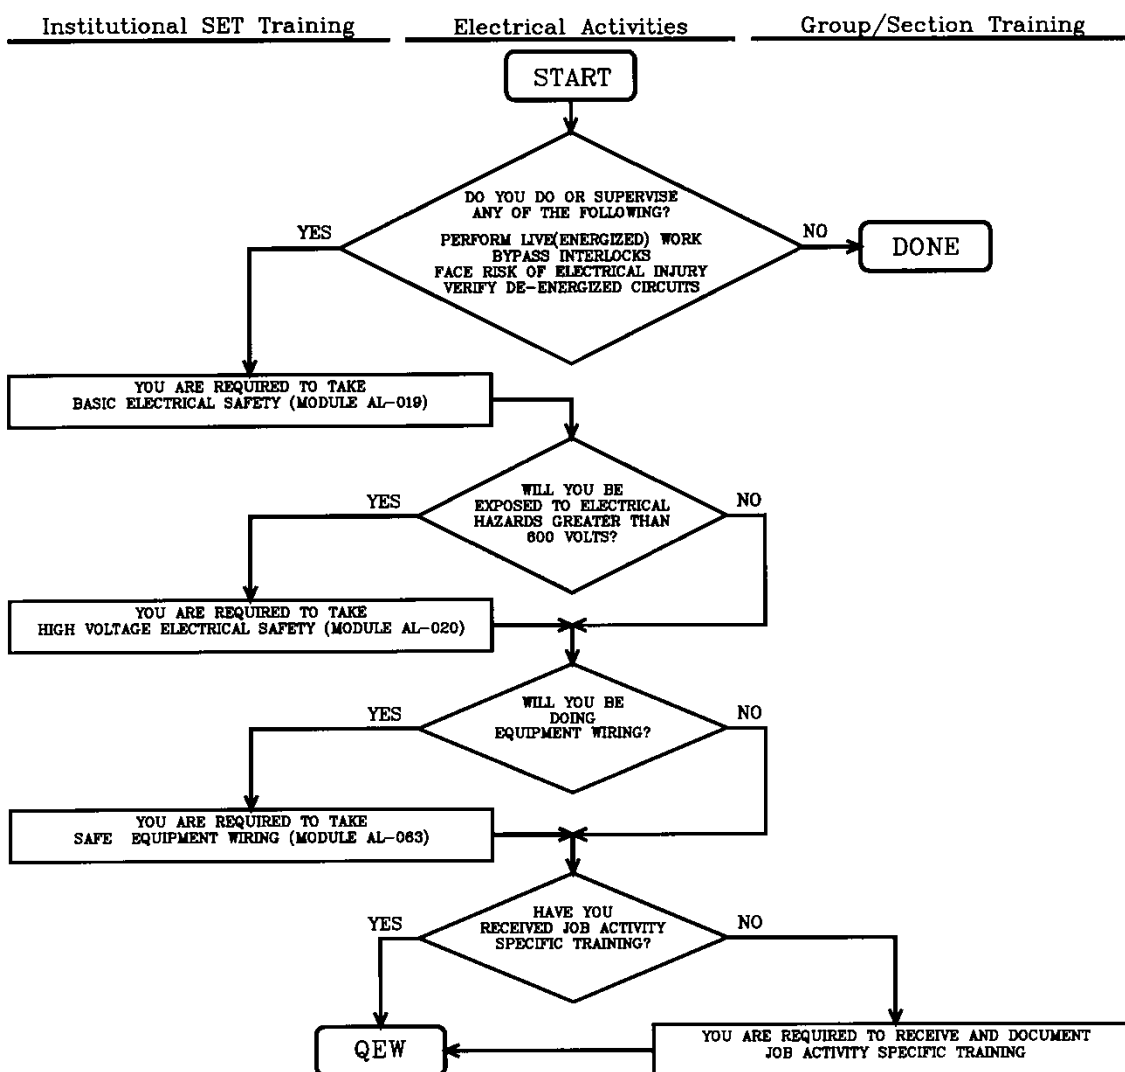 Institutional SET Training
Electrical Activities
Group/Section Training
START
DO YOU DO OR SUPERVISE
ANY OF THE FOLLOWING?
PERFORM LIVE(ENERGIZED) WORK
BYPASS INTERLOCKS
FACE RISK OF ELECTRICAL INJURY
VERIFY DE-ENERGIZED CIRCUITS
YES
NO
DONE
YOU ARE REQUIRED TO TAKE
BASIC ELECTRICAL SAFETY (MODULE AL-019)
WILL YOU BE
EXPOSED TO ELECTRICAL
HAZARDS GREATER THAN
600 VOLTS?
YES
NO
YOU ARE REQUIRED TO TAKE
HIGH VOLTAGE ELECTRICAL SAFETY (MODULE AL-020)
WILL YOU BE
DOING
EQUIPMENT WIRING?
YES
NO
YOU ARE REQUIRED TO TAKE
SAFE EQUIPMENT WIRING (MODULE AL-063)
HAVE YOU
RECEIVED JOB ACTIVITY
SPECIFIC TRAINING?
YES
NO
QEW
YOU ARE REQUIRED TO RECEIVE AND DOCUMENT
JOB ACTIVITY SPECIFIC TRAINING